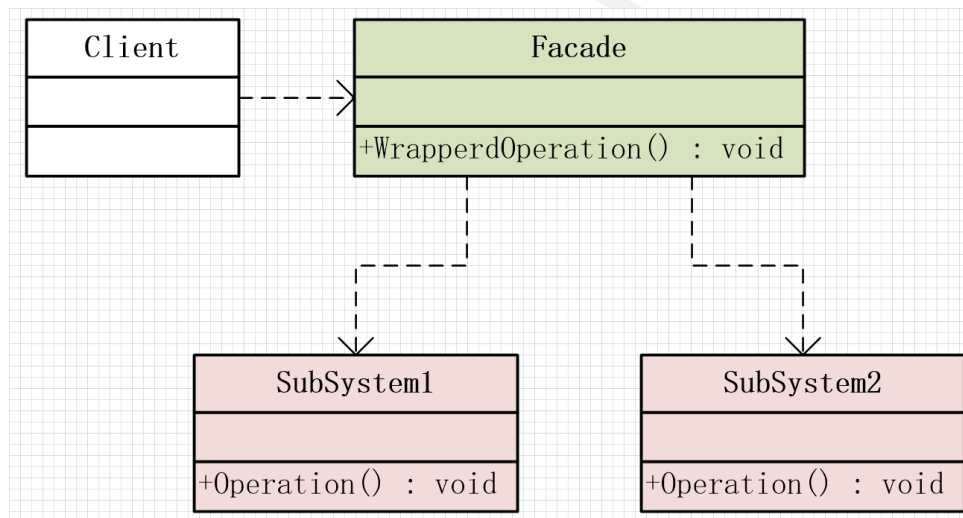 Client
Facade
+WrapperdOperation() : void
SubSystem1
SubSystem2
+Operation() : void
+Operation() : void